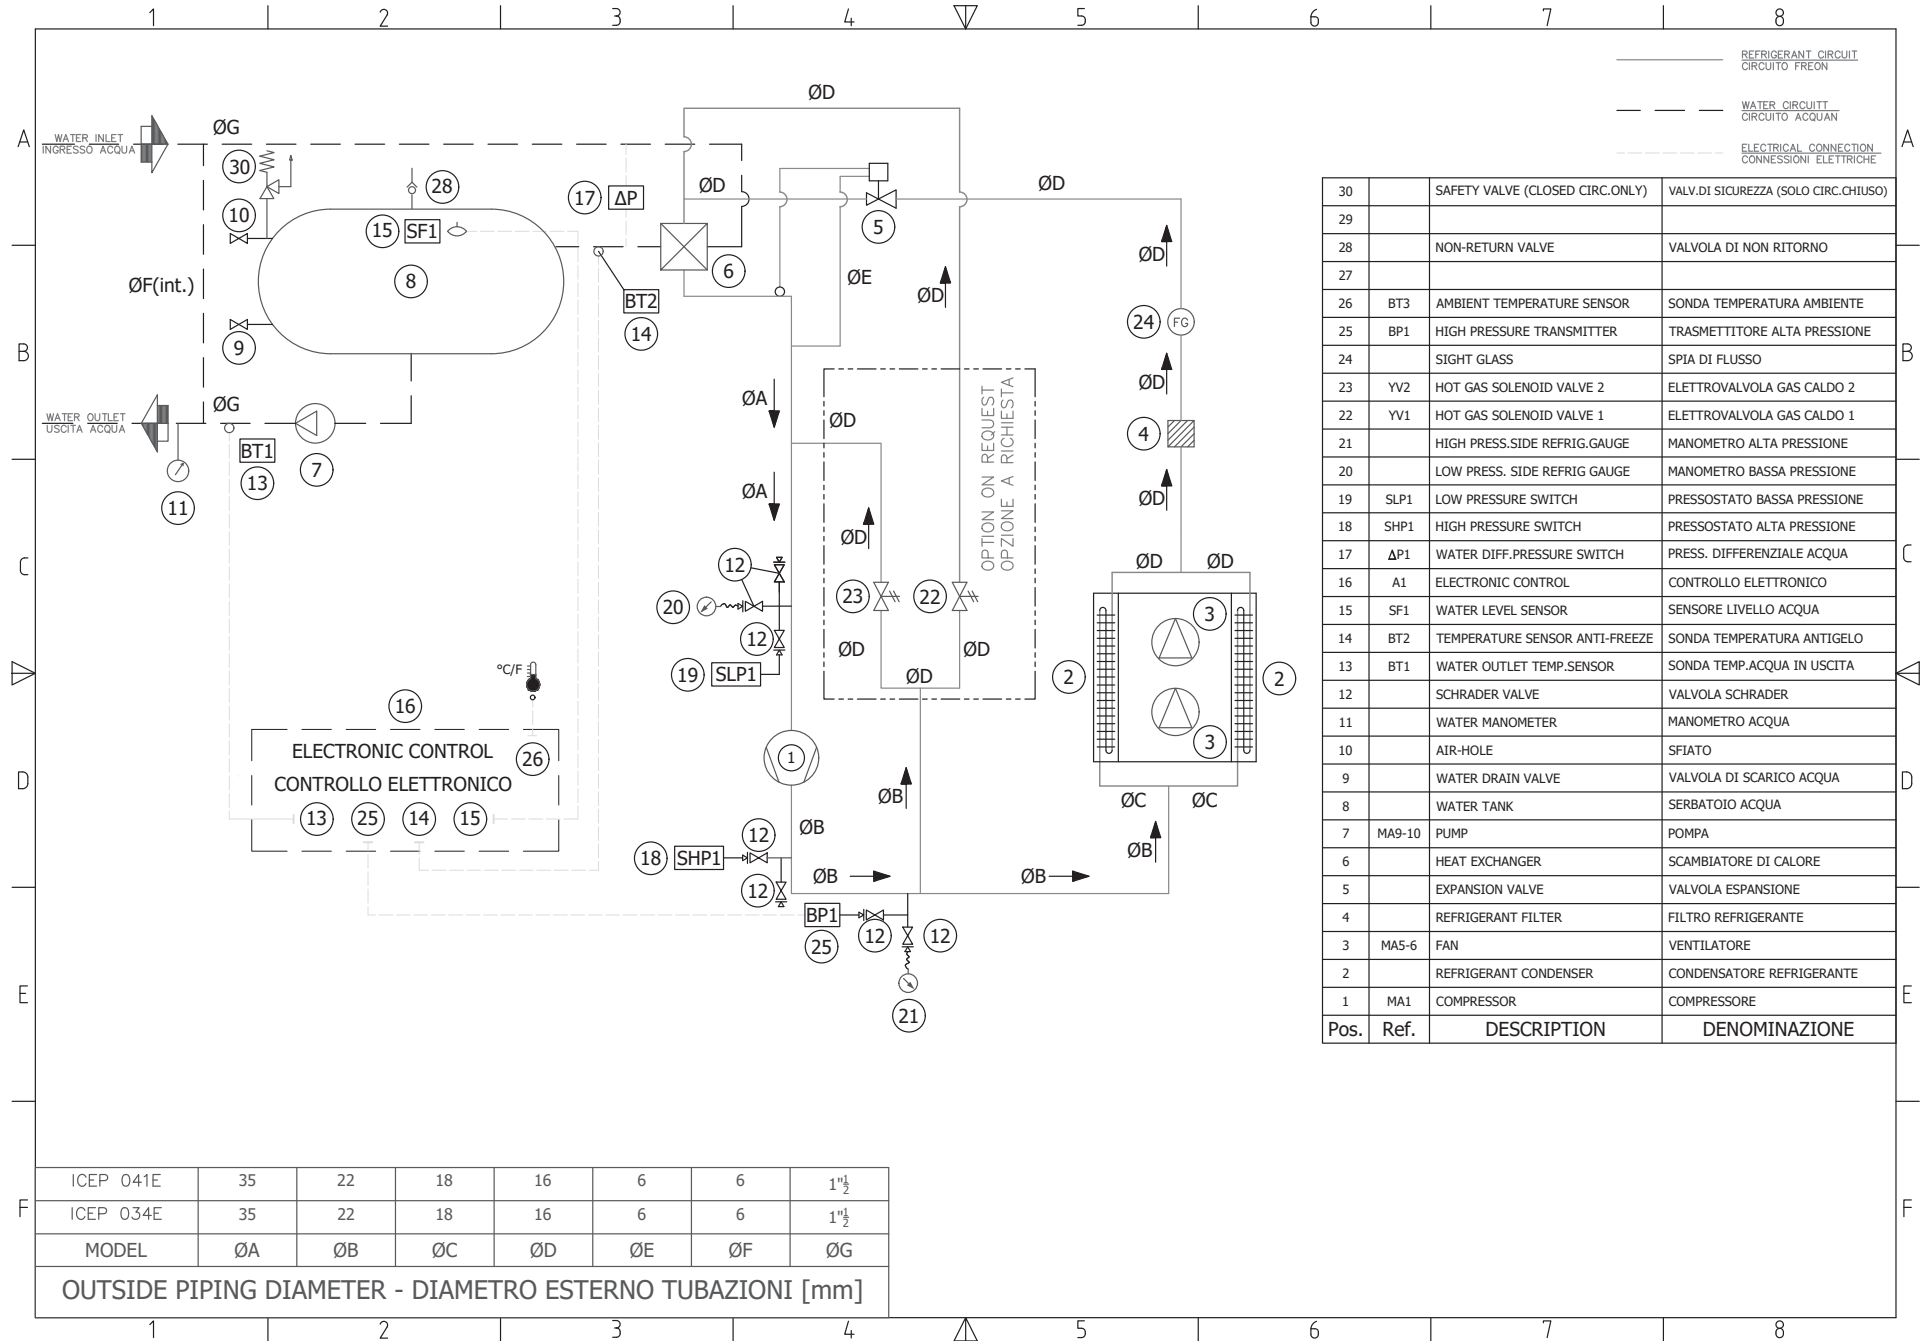 1 2 3 4 5 6 7 8
REFRIGERANT CIRCUIT
CIRCUITO FREON
WATER CIRCUITT
CIRCUITO ACQUAN
ELECTRICAL CONNECTION
CONNESSIONI ELETTRICHE
A A
B B
C C
D D
E E
F F
WATER INLET
INGRESSO ACQUA
ØG
30
10
28
15 SF1
8
ØF(int.)
9
WATER OUTLET
USCITA ACQUA
ØG
BT1
13
7
11
17 ΔP
BT2
14
6
ØD
ØD
ØD
5
ØE
ØD
ØD
24 FG
ØD
4
ØD
ØA
ØA
ØD
ØD
OPTION ON REQUEST
OPZIONE A RICHIESTA
23
22
ØD
ØD
ØD
12
20
12
19 SLP1
ØD ØD
3
2 2
3
ØC ØC
°C/F
16
ELECTRONIC CONTROL
26
CONTROLLO ELETTRONICO
13 25 14 15
1
ØB
ØB
12
18 SHP1
12
ØB
ØB
ØB
BP1
25
12
12
21
30 SAFETY VALVE (CLOSED CIRC.ONLY) VALV.DI SICUREZZA (SOLO CIRC.CHIUSO)
29
28 NON-RETURN VALVE VALVOLA DI NON RITORNO
27
26 BT3 AMBIENT TEMPERATURE SENSOR SONDA TEMPERATURA AMBIENTE
25 BP1 HIGH PRESSURE TRANSMITTER TRASMETTITORE ALTA PRESSIONE
24 SIGHT GLASS SPIA DI FLUSSO
23 YV2 HOT GAS SOLENOID VALVE 2 ELETTROVALVOLA GAS CALDO 2
22 YV1 HOT GAS SOLENOID VALVE 1 ELETTROVALVOLA GAS CALDO 1
21 HIGH PRESS.SIDE REFRIG.GAUGE MANOMETRO ALTA PRESSIONE
20 LOW PRESS. SIDE REFRIG GAUGE MANOMETRO BASSA PRESSIONE
19 SLP1 LOW PRESSURE SWITCH PRESSOSTATO BASSA PRESSIONE
18 SHP1 HIGH PRESSURE SWITCH PRESSOSTATO ALTA PRESSIONE
17 ΔP1 WATER DIFF.PRESSURE SWITCH PRESS. DIFFERENZIALE ACQUA
16 A1 ELECTRONIC CONTROL CONTROLLO ELETTRONICO
15 SF1 WATER LEVEL SENSOR SENSORE LIVELLO ACQUA
14 BT2 TEMPERATURE SENSOR ANTI-FREEZE SONDA TEMPERATURA ANTIGELO
13 BT1 WATER OUTLET TEMP.SENSOR SONDA TEMP.ACQUA IN USCITA
12 SCHRADER VALVE VALVOLA SCHRADER
11 WATER MANOMETER MANOMETRO ACQUA
10 AIR-HOLE SFIATO
9 WATER DRAIN VALVE VALVOLA DI SCARICO ACQUA
8 WATER TANK SERBATOIO ACQUA
7 MA9-10 PUMP POMPA
6 HEAT EXCHANGER SCAMBIATORE DI CALORE
5 EXPANSION VALVE VALVOLA ESPANSIONE
4 REFRIGERANT FILTER FILTRO REFRIGERANTE
3 MA5-6 FAN VENTILATORE
2 REFRIGERANT CONDENSER CONDENSATORE REFRIGERANTE
1 MA1 COMPRESSOR COMPRESSORE
Pos. Ref. DESCRIPTION DENOMINAZIONE
ICEP 041E 35 22 18 16 6 6 1"½
ICEP 034E 35 22 18 16 6 6 1"½
MODEL ØA ØB ØC ØD ØE ØF ØG
OUTSIDE PIPING DIAMETER - DIAMETRO ESTERNO TUBAZIONI [mm]
1 2 3 4 5 6 7 8